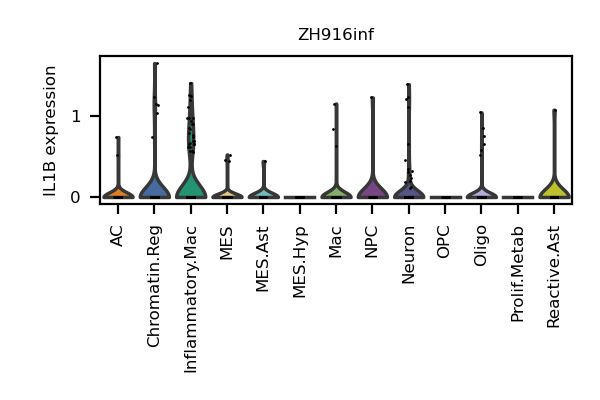 ZH916inf
IL1B expression
1
0
AC
Chromatin.Reg
Inflammatory.Mac
MES
MES.Ast
MES.Hyp
Mac
NPC
Neuron
OPC
Oligo
Prolif.Metab
Reactive.Ast